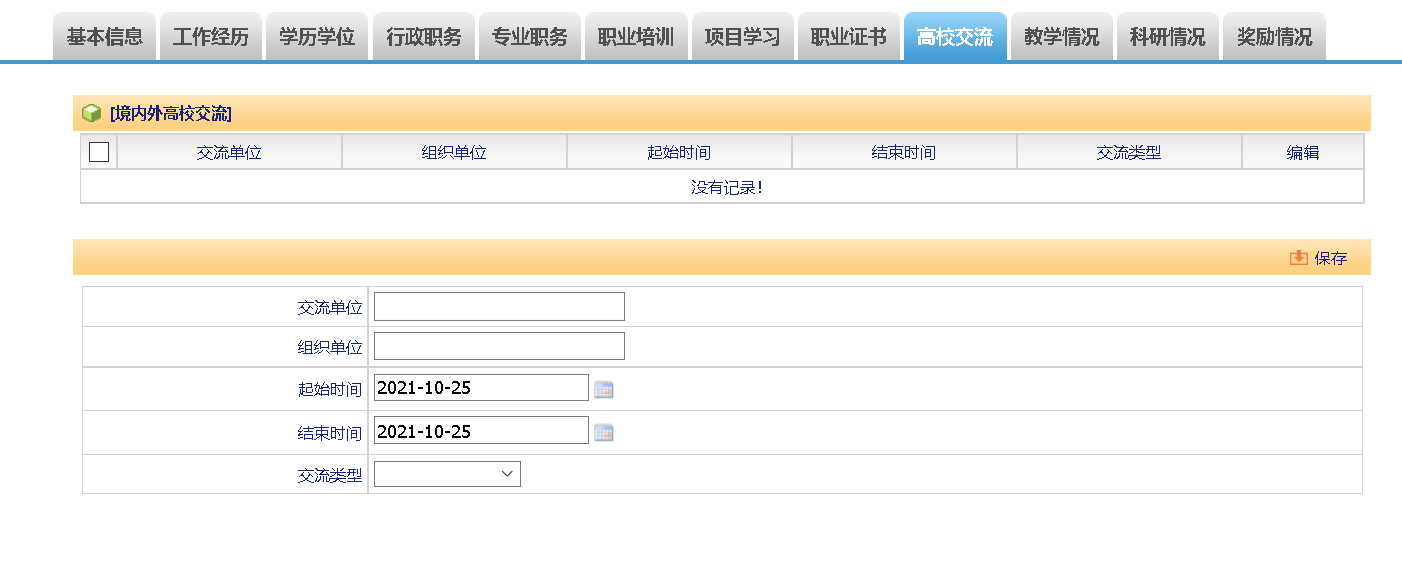 基本信息 工作经历 学历学位 行政职务 专业职务 职业培训 项目学习 职业证书 高校交流 教学情况 科研情况 奖励情况
[境内外高校交流]
交流单位 组织单位 起始时间 结束时间 交流类型 编辑
没有记录!
保存
交流单位
组织单位
起始时间 2021-10-25
结束时间 2021-10-25
交流类型